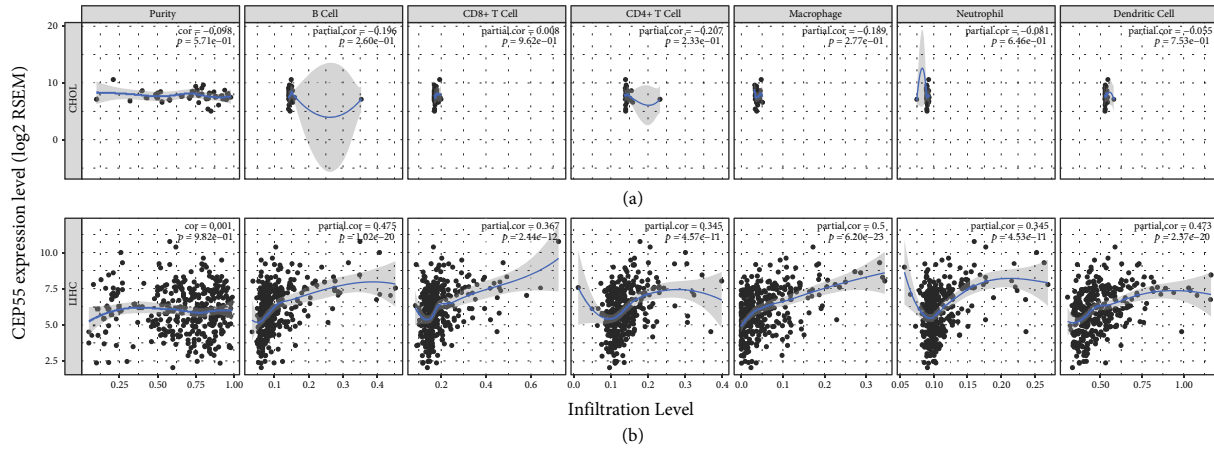 Purity B Cell CD8+ T Cell CD4+ T Cell Macrophage Neutrophil Dendritic Cell
cor = −0.098 partial.cor = −0.196 partial.cor = 0.008 partial.cor = −0.207 partial.cor = −0.189 partial.cor = −0.081 partial.cor = −0.055
p = 5.71e−01 p = 2.60e−01 p = 9.62e−01 p = 2.33e−01 p = 2.77e−01 p = 6.46e−01 p = 7.53e−01
20
10
0
CHOL
(a)
CEP55 expression level (log2 RSEM)
cor = 0.001 partial.cor = 0.475 partial.cor = 0.367 partial.cor = 0.345 partial.cor = 0.5 partial.cor = 0.345 partial.cor = 0.473
p = 9.82e−01 p = 1.02e−20 p = 2.44e−12 p = 4.57e−11 p = 6.20e−23 p = 4.53e−11 p = 2.37e−20
10.0
7.5
5.0
2.5
LIHC
0.25 0.50 0.75 1.00 0.1 0.2 0.3 0.4 0.2 0.4 0.6 0.0 0.1 0.2 0.3 0.4 0.0 0.1 0.2 0.3 0.05 0.10 0.15 0.20 0.25 0.50 0.75 1.00
Infiltration Level
(b)